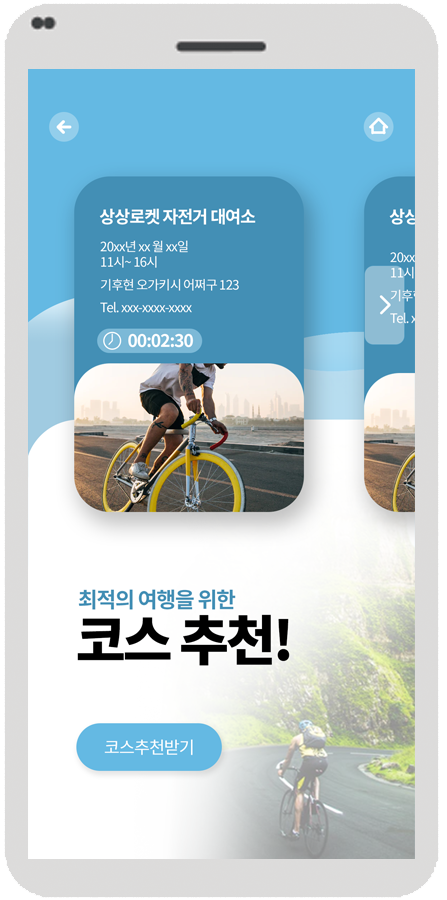 상상로켓 자전거 대여소
20xx년 xx 월 xx일
11시~ 16시
기후현 오가키시 어쩌구 123
Tel. xxx-xxxx-xxxx
00:02:30
상상
20xx
11시
기후
Tel. x
최적의 여행을 위한
코스 추천!
코스추천받기